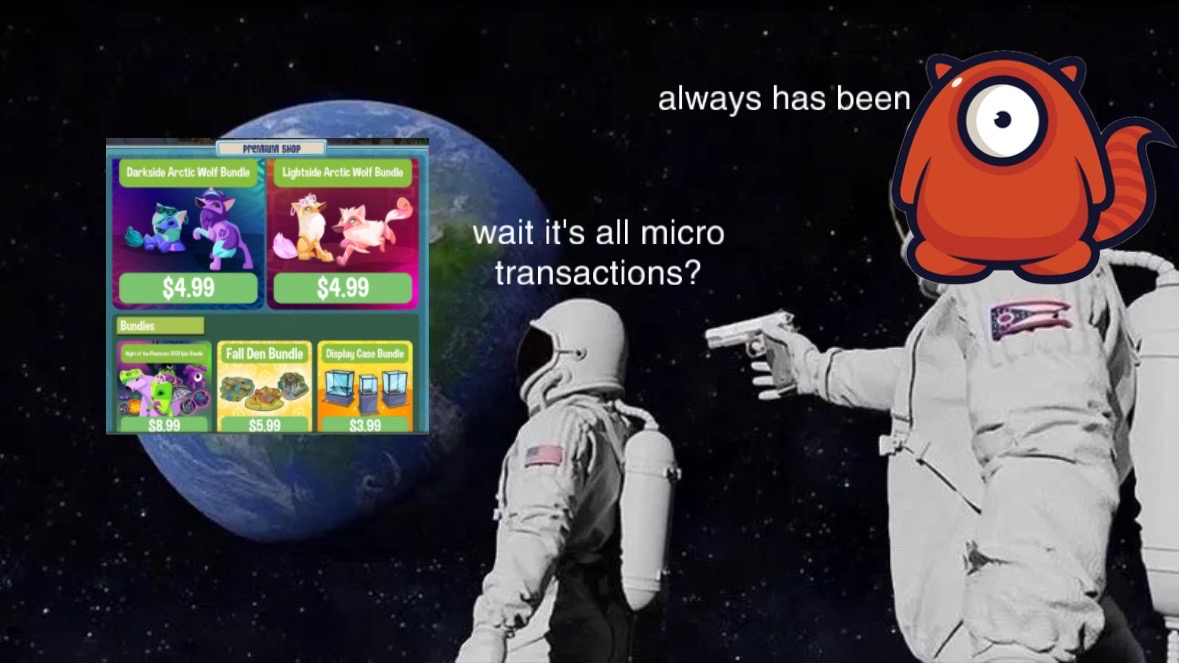 always has been
wait it's all micro
transactions?
PREMIUM SHOP
Darkside Arctic Wolf Bundle
Lightside Arctic Wolf Bundle
$4.99
$4.99
Bundles
Fall Den Bundle
Display Case Bundle
$8.99
$5.99
$3.99